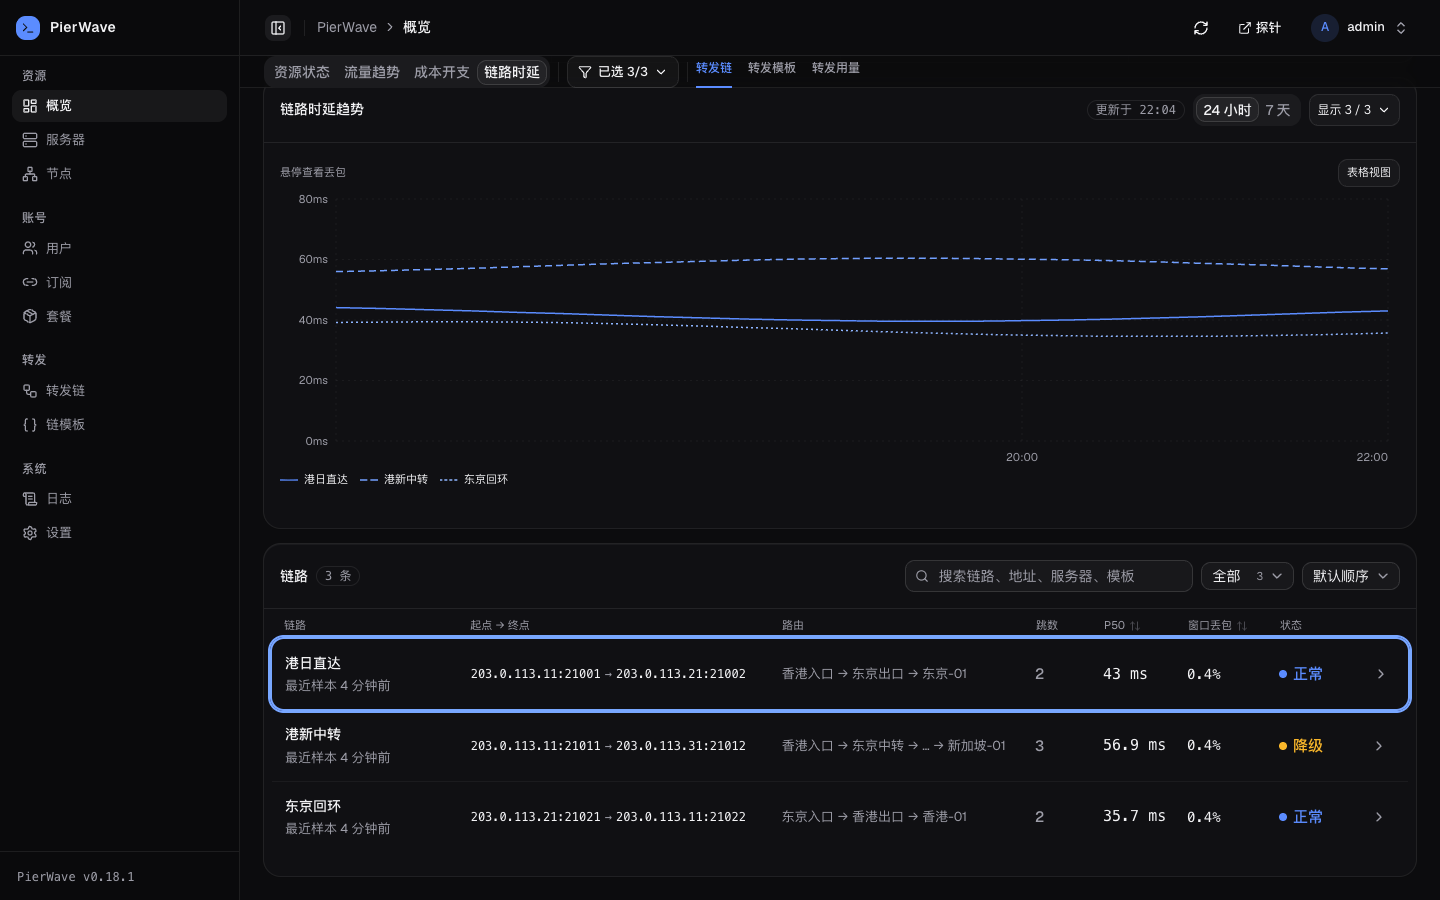 PierWave
PierWave > 概览
探针
A admin
资源
概览
服务器
节点
账号
用户
订阅
套餐
转发
转发链
链模板
系统
日志
设置
PierWave v0.18.1
资源状态 流量趋势 成本开支 链路时延 已选 3/3 转发链 转发模板 转发用量
链路时延趋势
更新于 22:04 24 小时 7 天 显示 3 / 3
悬停查看丢包
表格视图
80ms
60ms
40ms
20ms
0ms
20:00 22:00
港日直达 港新中转 东京回环
链路 3 条
搜索链路、地址、服务器、模板 全部 3 默认顺序
链路 起点 → 终点 路由 跳数 P50 ↑↓ 窗口丢包 ↑↓ 状态
港日直达
最近样本 4 分钟前
203.0.113.11:21001 → 203.0.113.21:21002 香港入口 → 东京出口 → 东京-01 2 43 ms 0.4% 正常
港新中转
最近样本 4 分钟前
203.0.113.11:21011 → 203.0.113.31:21012 香港入口 → 东京中转 → … → 新加坡-01 3 56.9 ms 0.4% 降级
东京回环
最近样本 4 分钟前
203.0.113.21:21021 → 203.0.113.11:21022 东京入口 → 香港出口 → 香港-01 2 35.7 ms 0.4% 正常